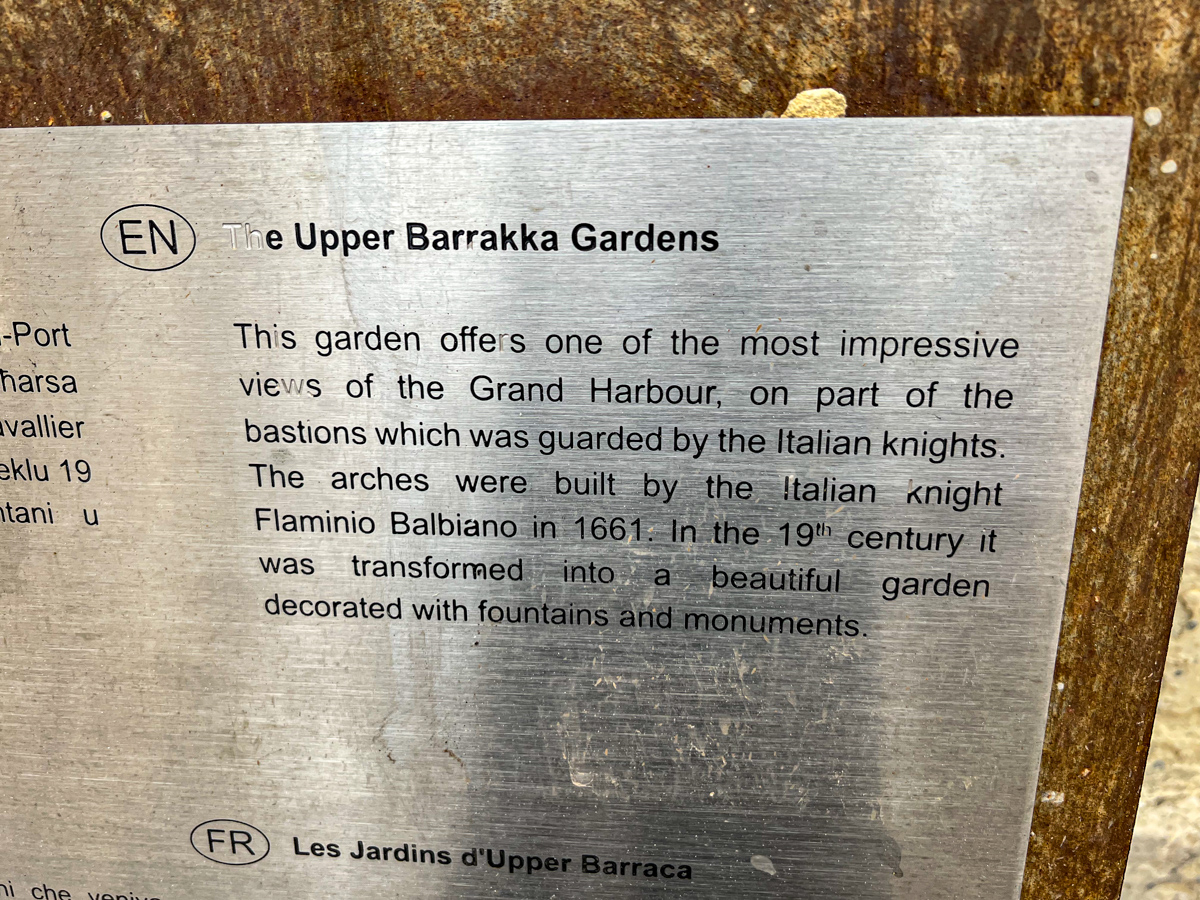 EN The Upper Barrakka Gardens
-Port
ħarsa
vallier
eklu 19
ntani u
This garden offers one of the most impressive
views of the Grand Harbour, on part of the
bastions which was guarded by the Italian knights.
The arches were built by the Italian knight
Flaminio Balbiano in 1661. In the 19th century it
was transformed into a beautiful garden
decorated with fountains and monuments.
FR Les Jardins d'Upper Barraca
ni che